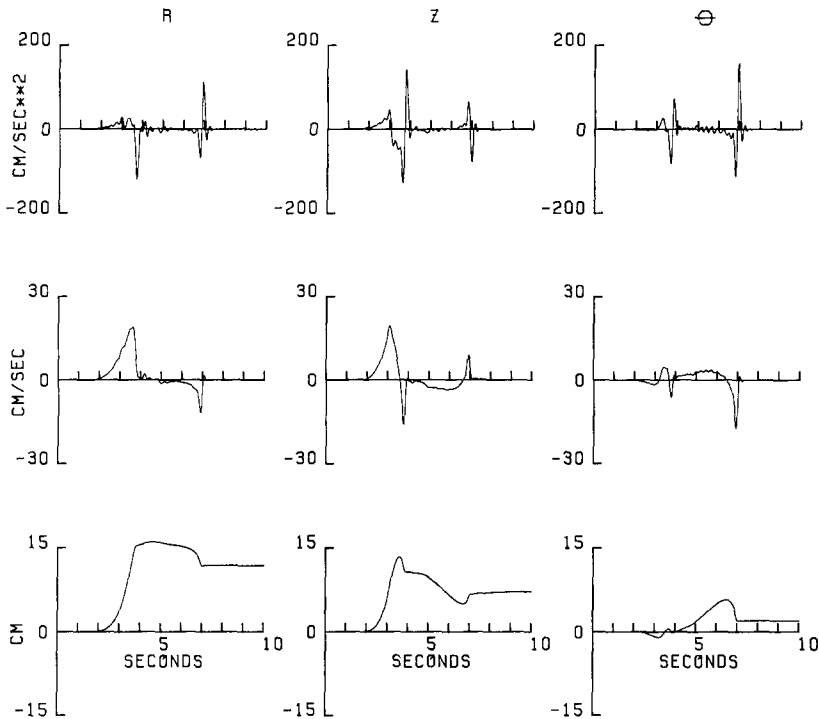 R Z Θ
200 200 200
CM/SEC**2
0 0 0
-200 -200 -200
30 30 30
CM/SEC
0 0 0
-30 -30 -30
15 15 15
CM
0 0 0
5 10 5 10 5 10
SECONDS SECONDS SECONDS
-15 -15 -15